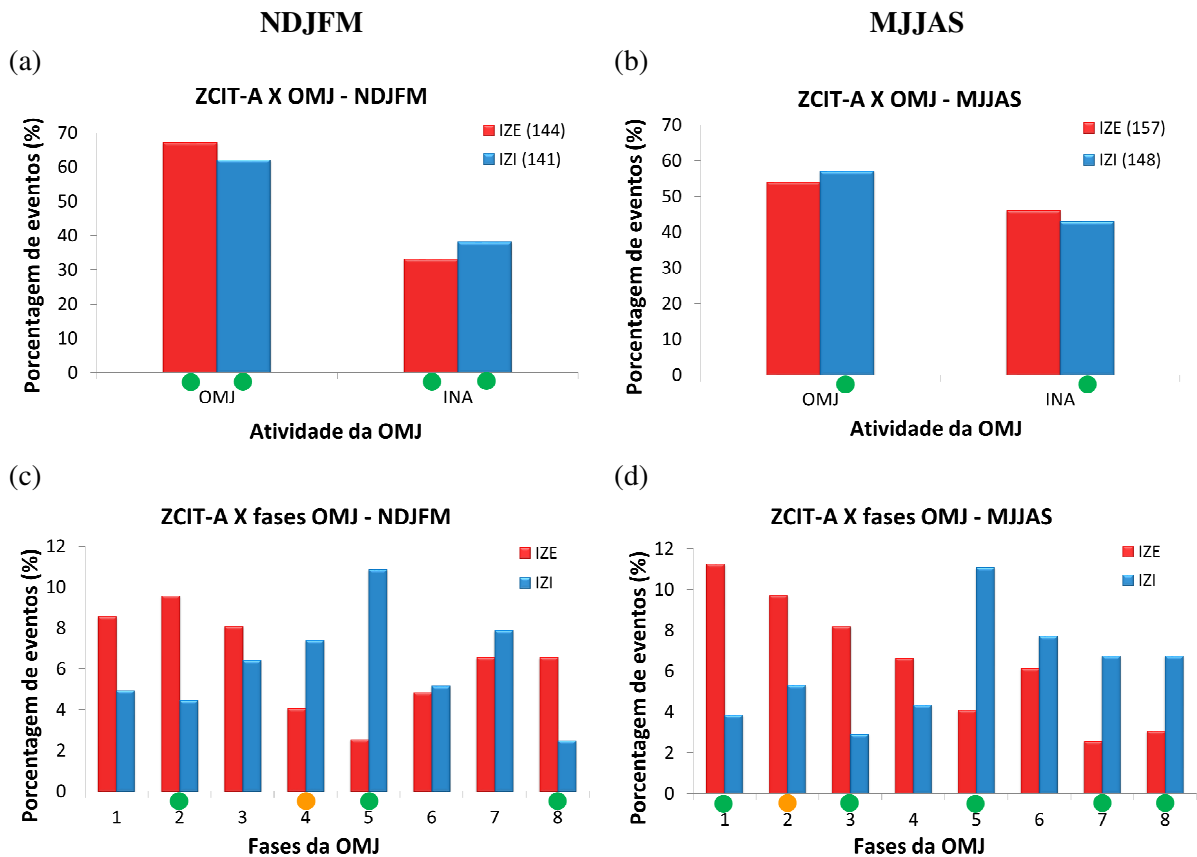 NDJFM
MJJAS
(a)
(b)
ZCIT-A X OMJ - NDJFM
Porcentagem de eventos (%)
70
60
50
40
30
20
10
0
IZE (144)
IZI (141)
OMJ
INA
Atividade da OMJ
ZCIT-A X OMJ - MJJAS
Porcentagem de eventos (%)
70
60
50
40
30
20
10
0
IZE (157)
IZI (148)
OMJ
INA
Atividade da OMJ
(c)
(d)
ZCIT-A X fases OMJ - NDJFM
Porcentagem de eventos (%)
12
10
8
6
4
2
0
IZE
IZI
1 2 3 4 5 6 7 8
Fases da OMJ
ZCIT-A X fases OMJ - MJJAS
Porcentagem de eventos (%)
12
10
8
6
4
2
0
IZE
IZI
1 2 3 4 5 6 7 8
Fases da OMJ